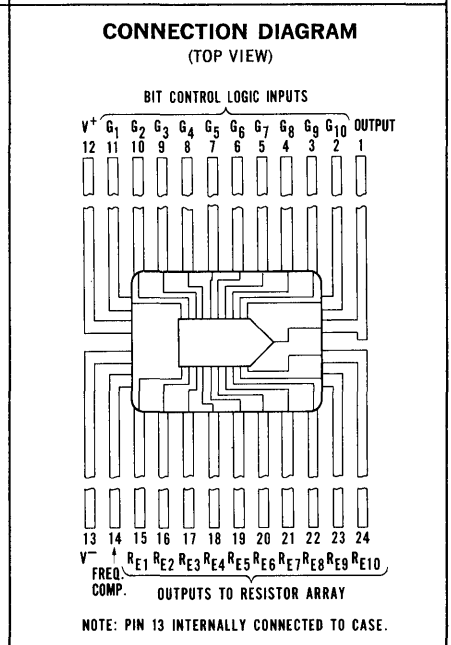 CONNECTION DIAGRAM
(TOP VIEW)
BIT CONTROL LOGIC INPUTS
V+ G1 G2 G3 G4 G5 G6 G7 G8 G9 G10 OUTPUT
12 11 10 9 8 7 6 5 4 3 2 1
13 14 15 16 17 18 19 20 21 22 23 24
V− FREQ. COMP. RE1 RE2 RE3 RE4 RE5 RE6 RE7 RE8 RE9 RE10
OUTPUTS TO RESISTOR ARRAY
NOTE: PIN 13 INTERNALLY CONNECTED TO CASE.